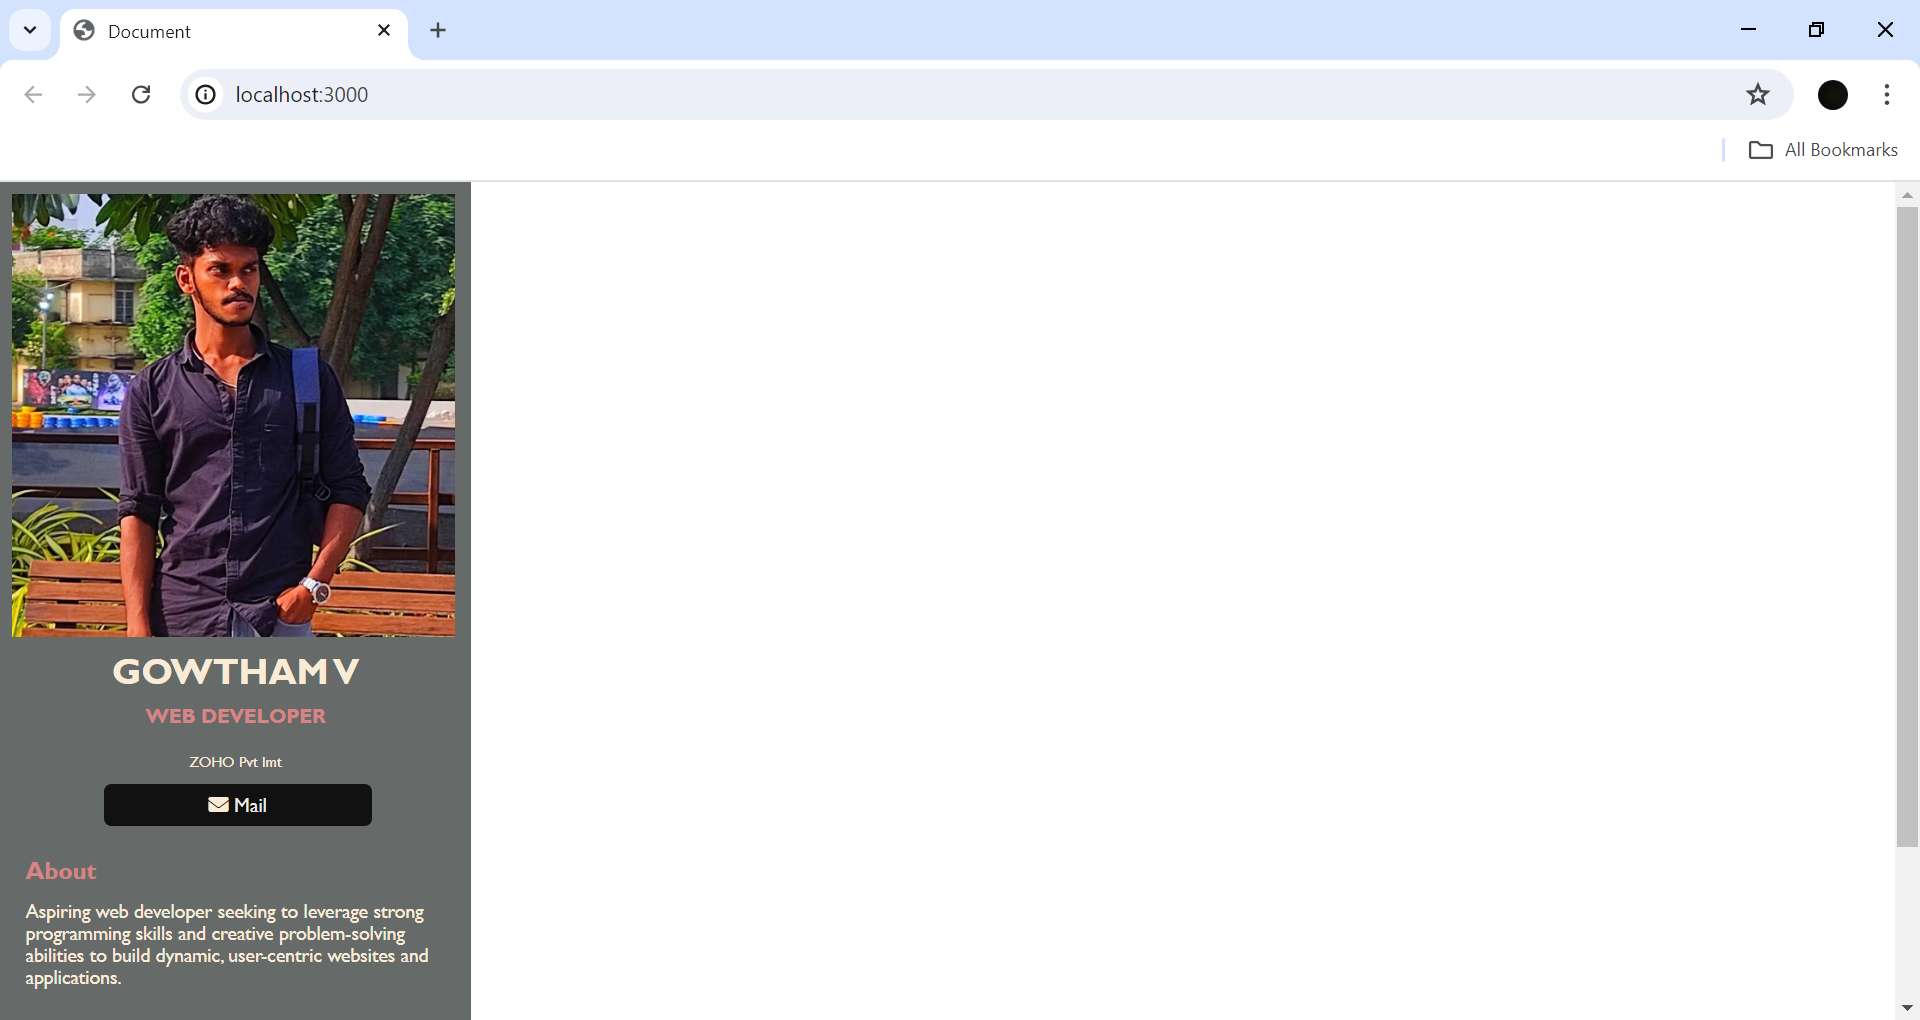 Document
localhost:3000
All Bookmarks
GOWTHAM V
WEB DEVELOPER
ZOHO Pvt lmt
Mail
About
Aspiring web developer seeking to leverage strong
programming skills and creative problem-solving
abilities to build dynamic, user-centric websites and
applications.